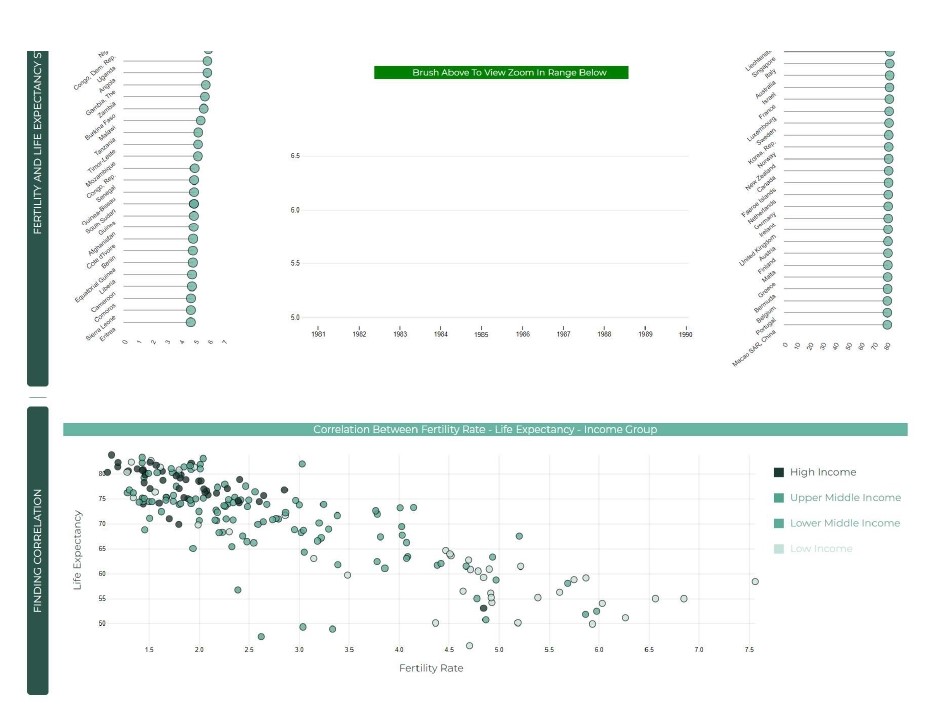 FERTILITY AND LIFE EXPECTANCY
Congo, Dem. Rep.
Uganda
Angola
Gambia, The
Zambia
Burkina Faso
Malawi
Tanzania
Timor-Leste
Mozambique
Congo, Rep.
Senegal
Guinea-Bissau
South Sudan
Guinea
Afghanistan
Cote d'Ivoire
Benin
Equatorial Guinea
Liberia
Cameroon
Comoros
Sierra Leone
Eritrea
0 1 2 3 4 5 6 7
Brush Above To View Zoom In Range Below
6.5
6.0
5.5
5.0
1981 1982 1983 1984 1985 1986 1987 1988 1989 1990
Singapore
Italy
Australia
Israel
France
Luxembourg
Sweden
Korea, Rep.
Norway
New Zealand
Canada
Faeroe Islands
Netherlands
Germany
Ireland
United Kingdom
Austria
Finland
Malta
Greece
Bermuda
Belgium
Portugal
Macao SAR, China
0 10 20 30 40 50 60 70 80
FINDING CORRELATION
Correlation Between Fertility Rate - Life Expectancy - Income Group
Life Expectancy
80
75
70
65
60
55
50
1.5 2.0 2.5 3.0 3.5 4.0 4.5 5.0 5.5 6.0 6.5 7.0 7.5
Fertility Rate
High Income
Upper Middle Income
Lower Middle Income
Low Income